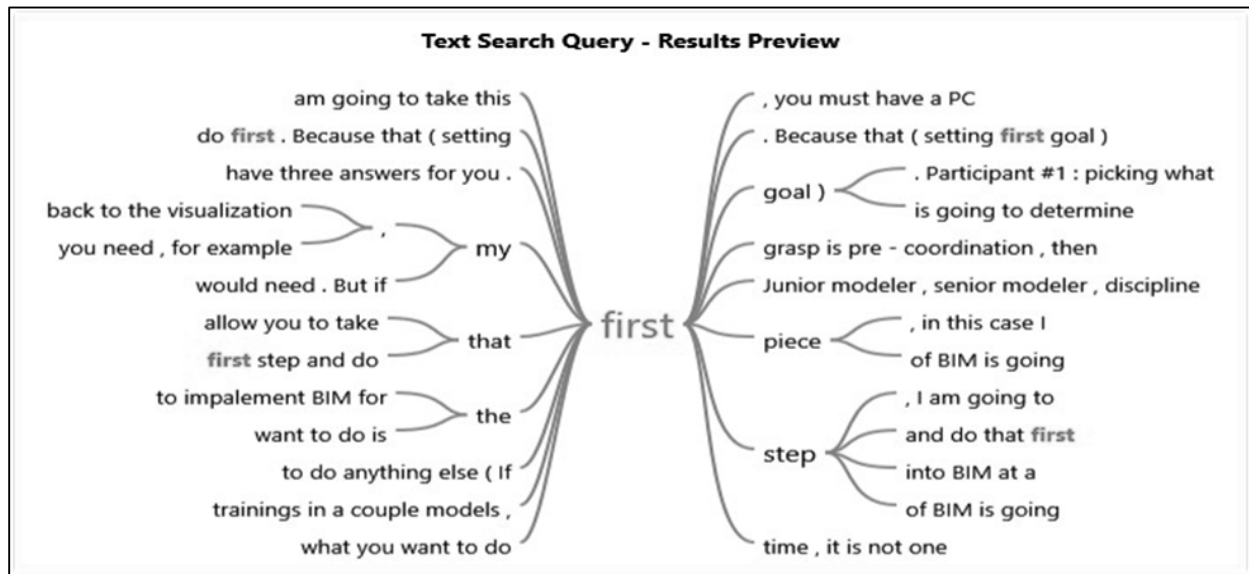 Text Search Query - Results Preview
am going to take this
do first . Because that ( setting
have three answers for you .
back to the visualization
you need , for example
,
my
would need . But if
allow you to take
first step and do
that
to impalement BIM for
want to do is
the
to do anything else ( If
trainings in a couple models ,
what you want to do
first
, you must have a PC
. Because that ( setting first goal )
goal )
. Participant #1 : picking what
is going to determine
grasp is pre - coordination , then
Junior modeler , senior modeler , discipline
piece
, in this case I
of BIM is going
step
, I am going to
and do that first
into BIM at a
of BIM is going
time , it is not one